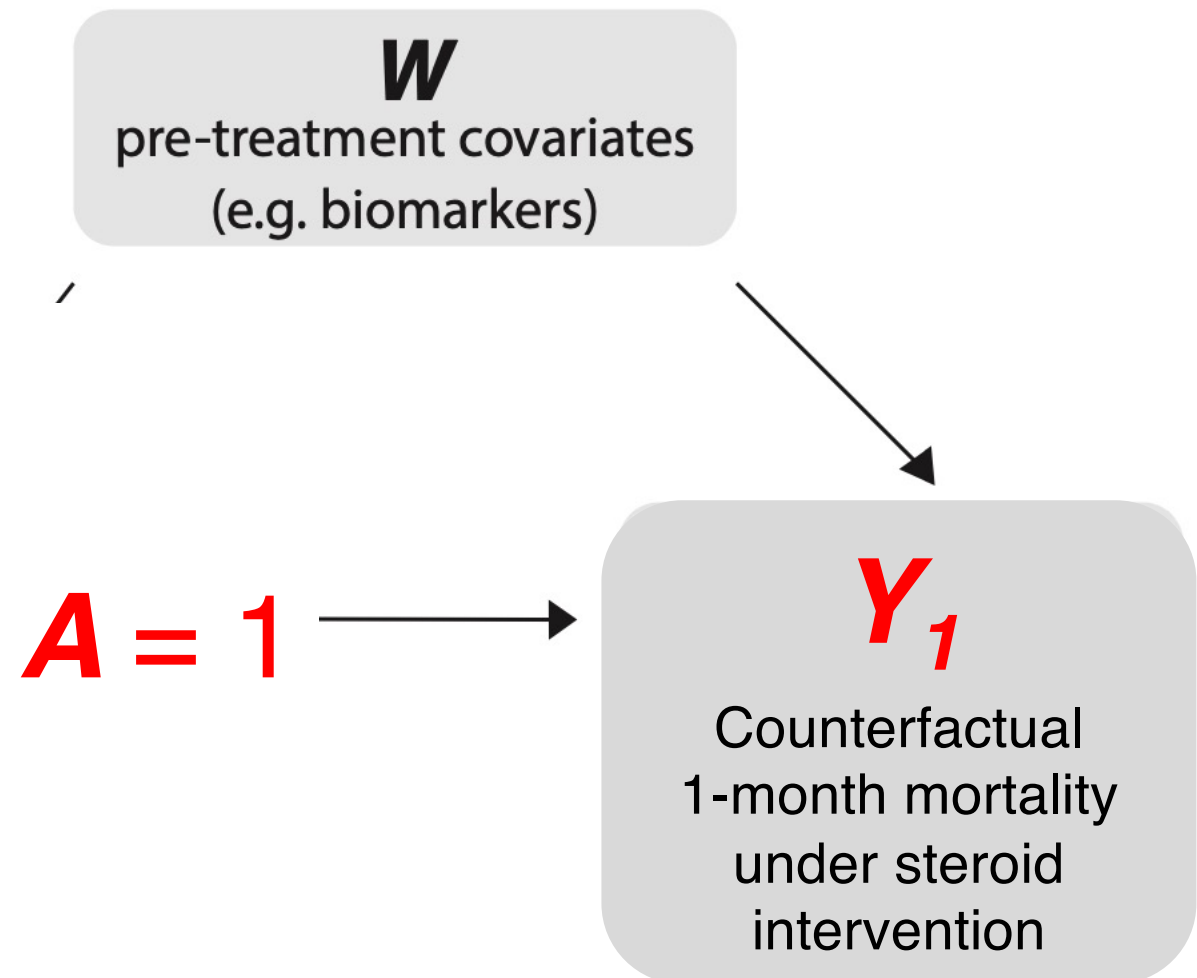 W
pre-treatment covariates
(e.g. biomarkers)
A = 1
Y₁
Counterfactual
1-month mortality
under steroid
intervention